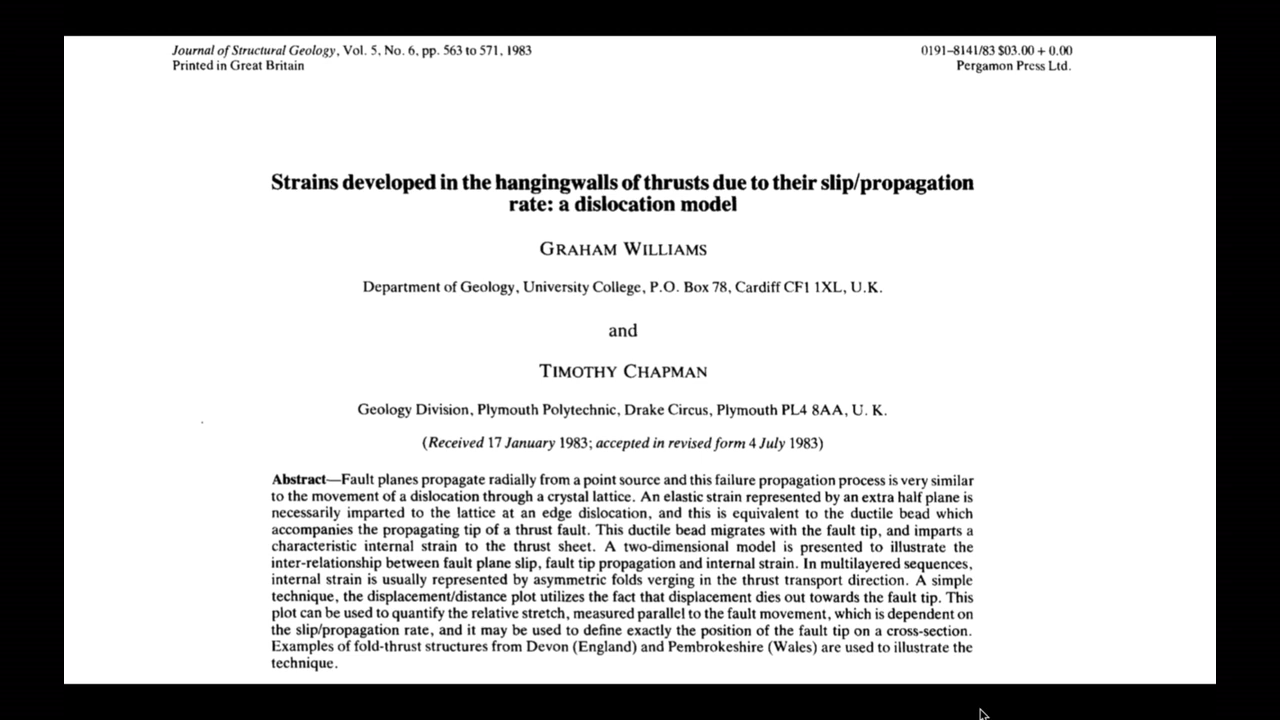 Journal of Structural Geology, Vol. 5, No. 6, pp. 563 to 571, 1983
0191–8141/83 $03.00 + 0.00
Printed in Great Britain
Pergamon Press Ltd.
Strains developed in the hangingwalls of thrusts due to their slip/propagation
rate: a dislocation model
GRAHAM WILLIAMS
Department of Geology, University College, P.O. Box 78, Cardiff CF1 1XL, U.K.
and
TIMOTHY CHAPMAN
Geology Division, Plymouth Polytechnic, Drake Circus, Plymouth PL4 8AA, U. K.
(Received 17 January 1983; accepted in revised form 4 July 1983)
Abstract—Fault planes propagate radially from a point source and this failure propagation process is very similar
to the movement of a dislocation through a crystal lattice. An elastic strain represented by an extra half plane is
necessarily imparted to the lattice at an edge dislocation, and this is equivalent to the ductile bead which
accompanies the propagating tip of a thrust fault. This ductile bead migrates with the fault tip, and imparts a
characteristic internal strain to the thrust sheet. A two-dimensional model is presented to illustrate the
inter-relationship between fault plane slip, fault tip propagation and internal strain. In multilayered sequences,
internal strain is usually represented by asymmetric folds verging in the thrust transport direction. A simple
technique, the displacement/distance plot utilizes the fact that displacement dies out towards the fault tip. This
plot can be used to quantify the relative stretch, measured parallel to the fault movement, which is dependent on
the slip/propagation rate, and it may be used to define exactly the position of the fault tip on a cross-section.
Examples of fold-thrust structures from Devon (England) and Pembrokeshire (Wales) are used to illustrate the
technique.